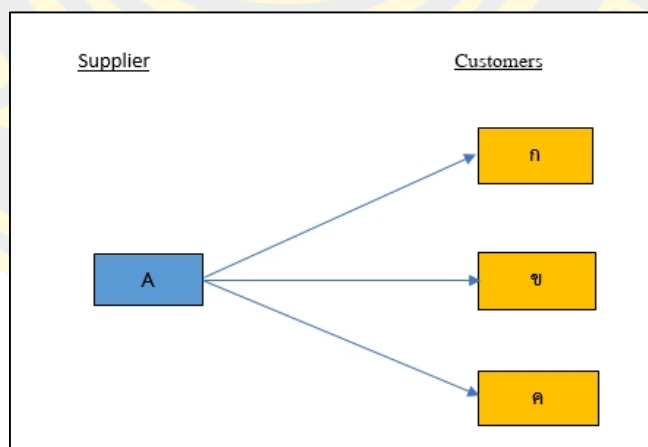 Supplier
Customers
ก
A
ข
ค